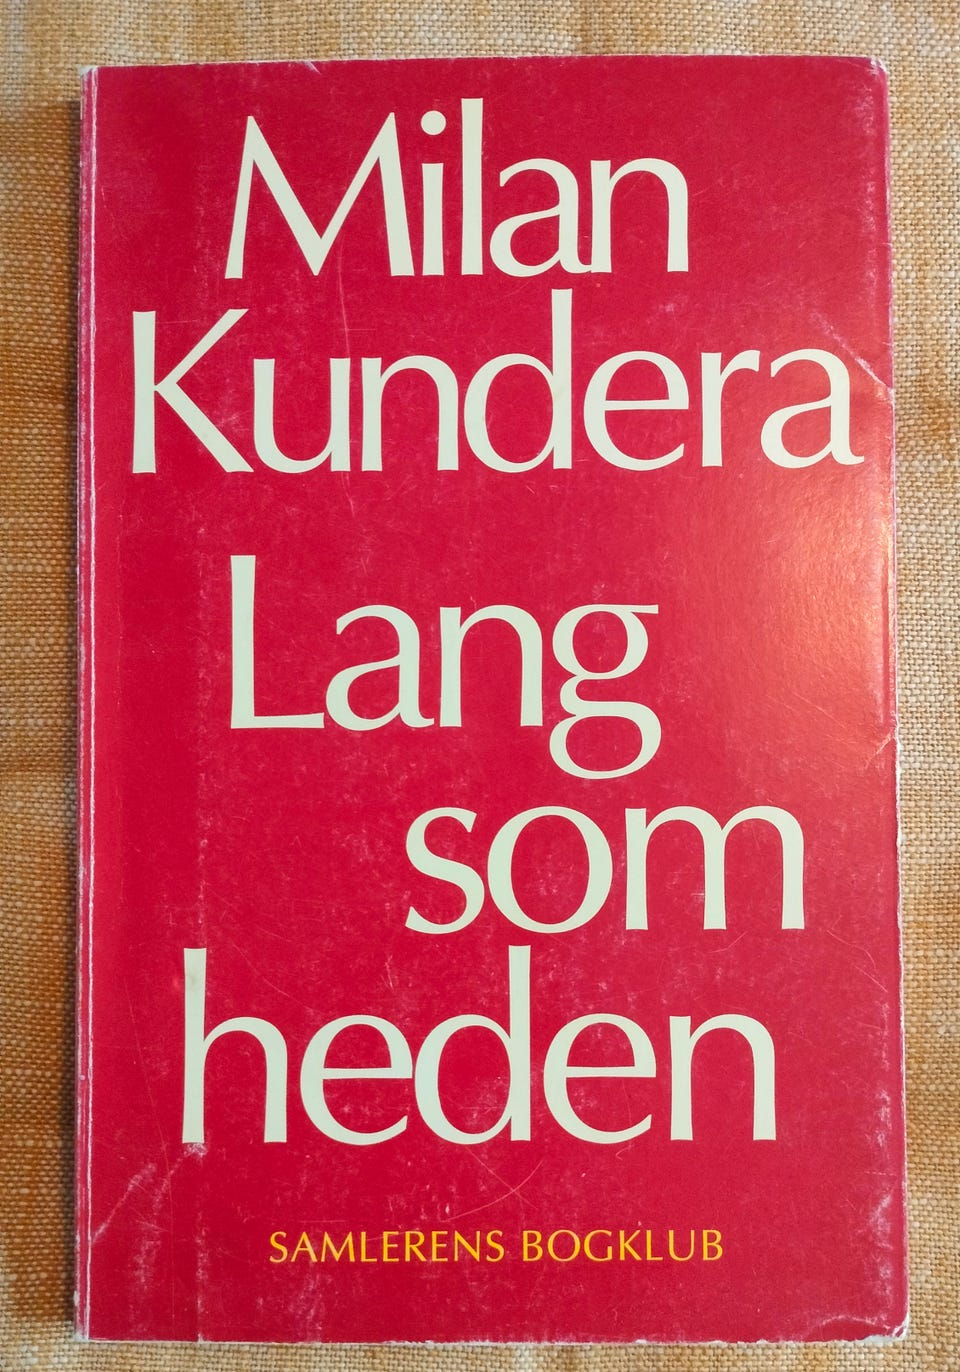 Milan
Kundera
Lang
som
heden
SAMLERENS BOGKLUB